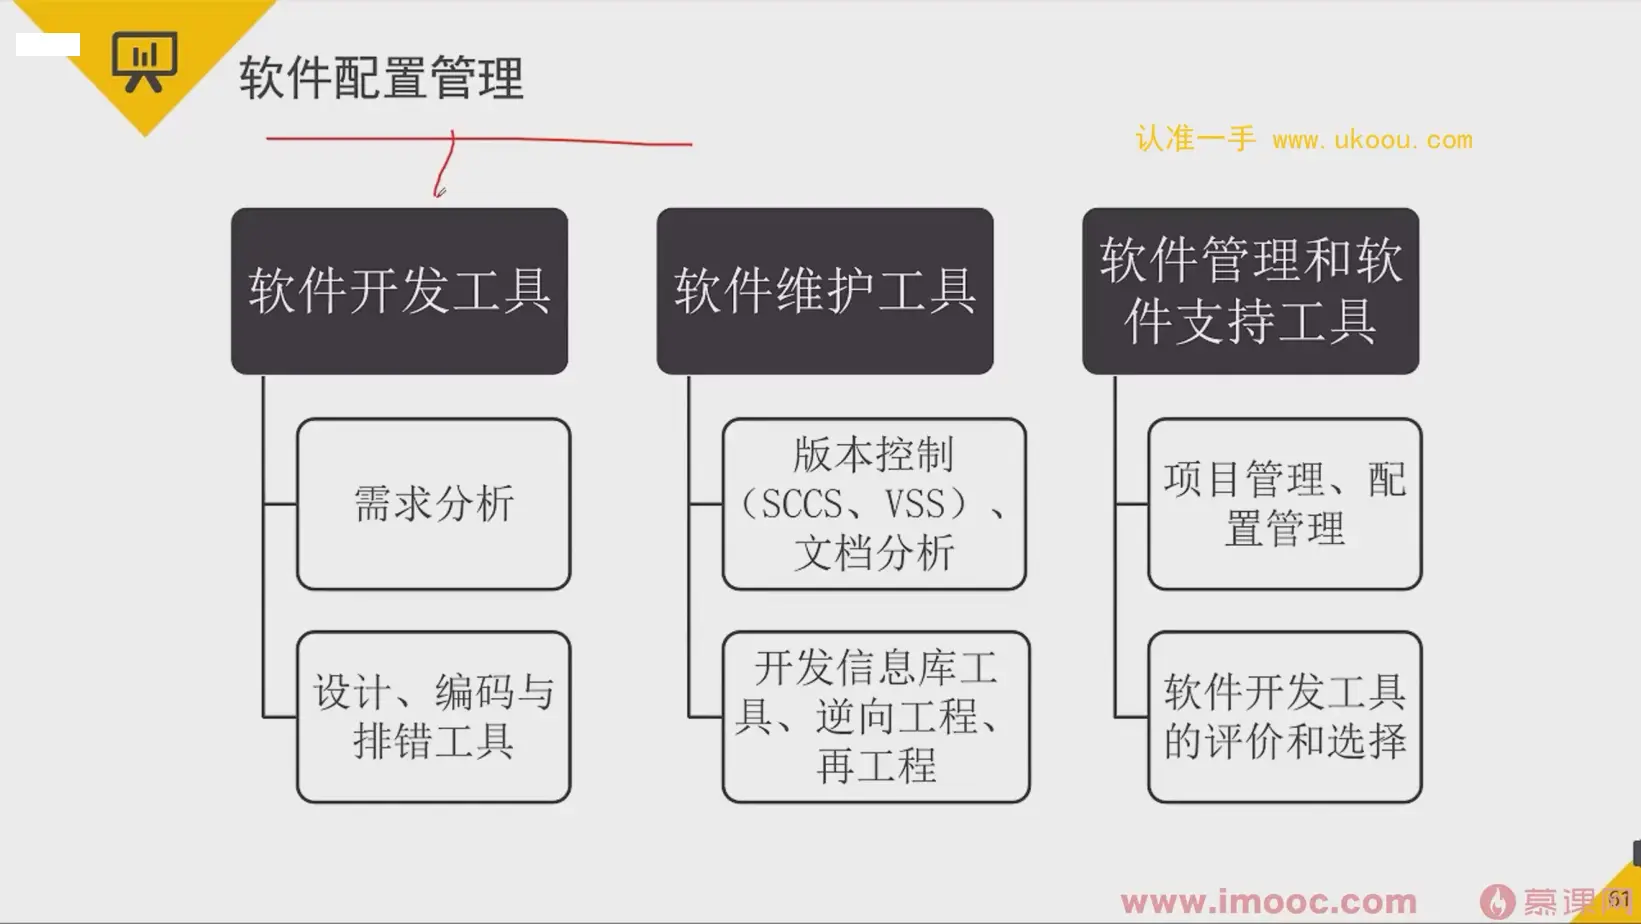 软件配置管理
认准一手 www.ukoou.com
软件开发工具
软件维护工具
软件管理和软
件支持工具
需求分析
版本控制
（SCCS、VSS）、
文档分析
项目管理、配
置管理
设计、编码与
排错工具
开发信息库工
具、逆向工程、
再工程
软件开发工具
的评价和选择
www.imooc.com
慕课网
61